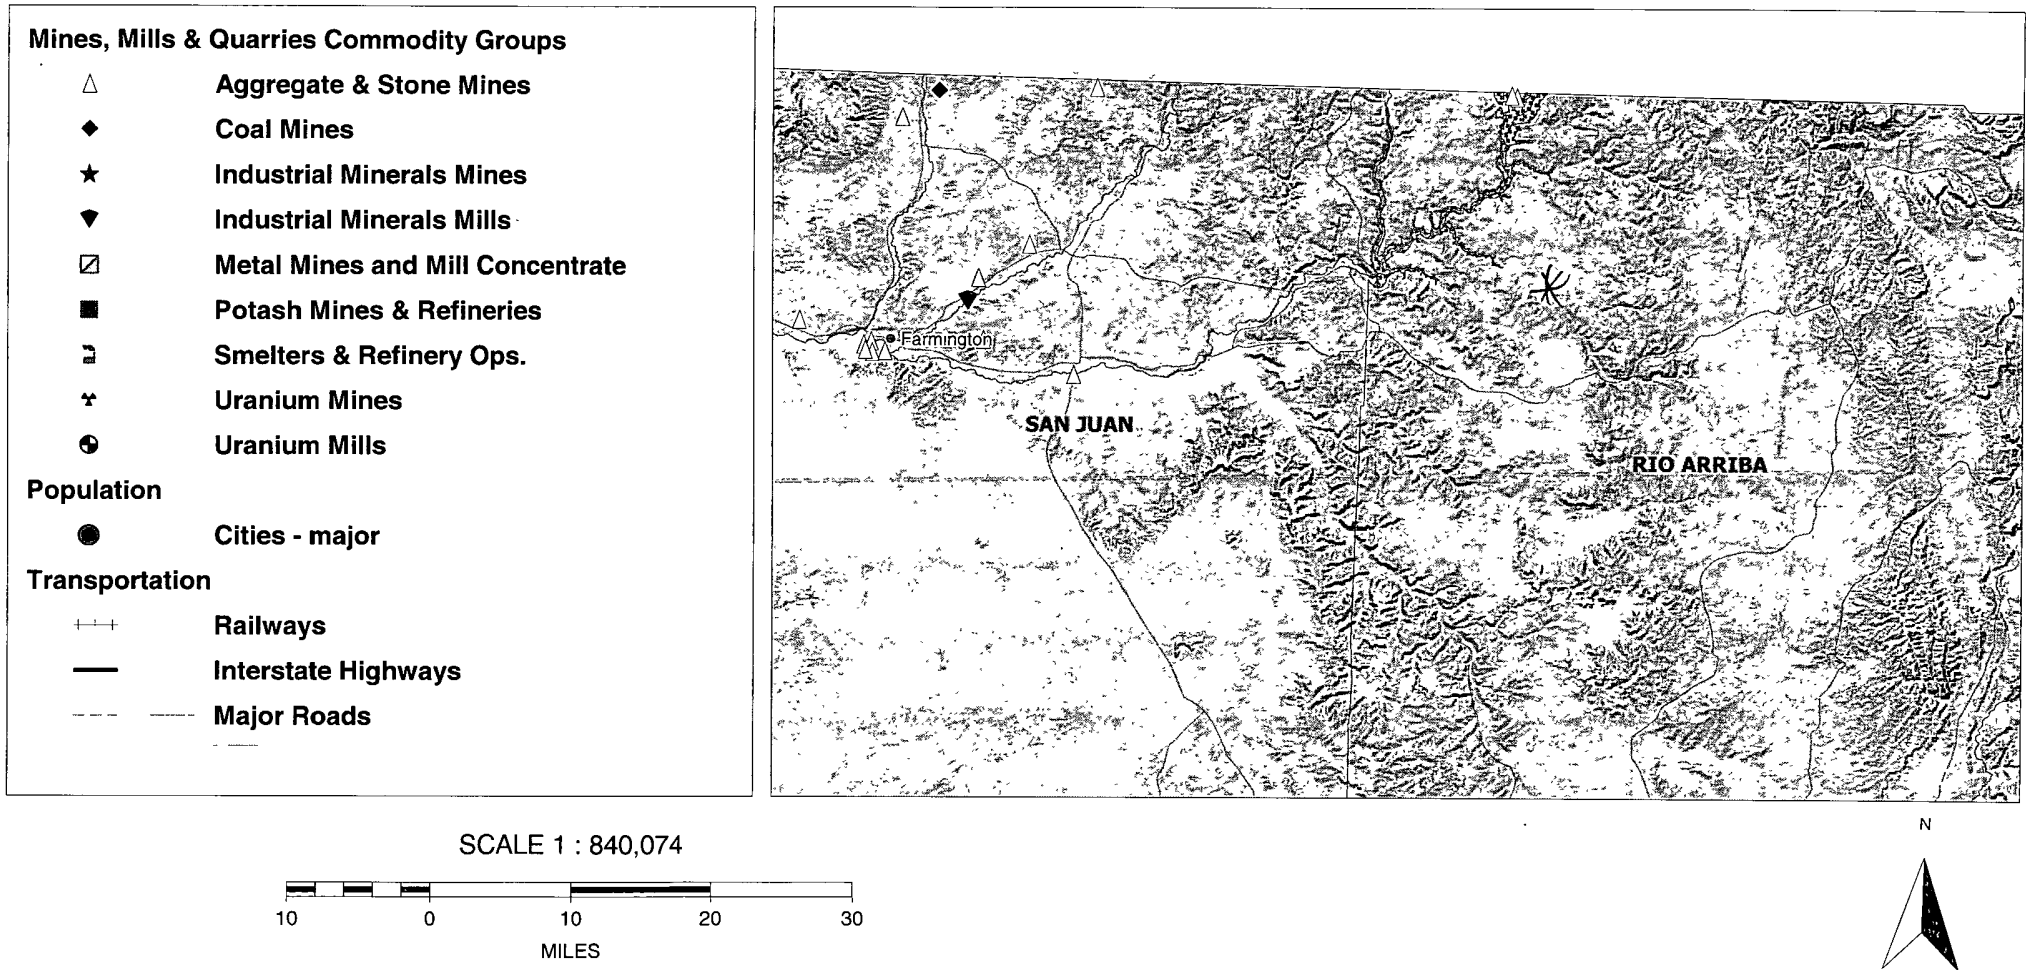 Mines, Mills & Quarries Commodity Groups
Aggregate & Stone Mines
Coal Mines
Industrial Minerals Mines
Industrial Minerals Mills
Metal Mines and Mill Concentrate
Potash Mines & Refineries
Smelters & Refinery Ops.
Uranium Mines
Uranium Mills
Population
Cities - major
Transportation
Railways
Interstate Highways
Major Roads
Farmington
SAN JUAN
RIO ARRIBA
SCALE 1 : 840,074
10 0 10 20 30
MILES
N